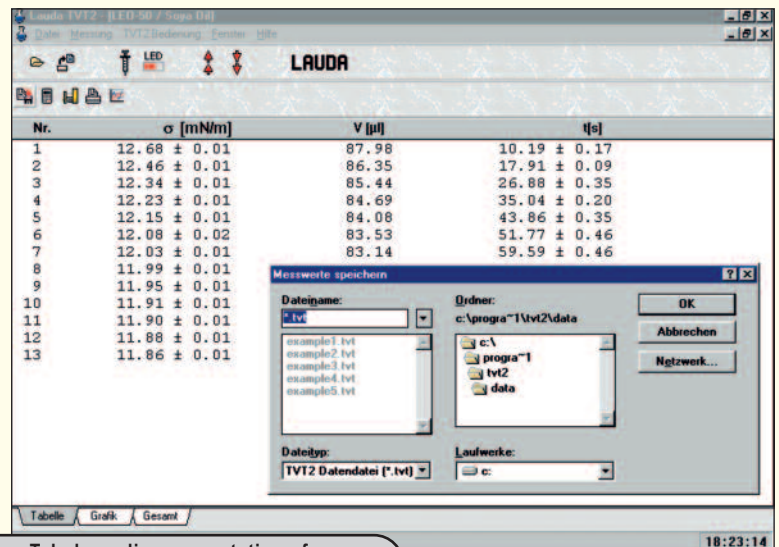 Lauda TVT2 - [LEO-50 / Soya Oil]
Datei Messung TVT2Bedienung Fenster Hilfe
LED
LAUDA
Nr. σ [mN/m] V [µl] t[s]
1 12.68 ± 0.01 87.98 10.19 ± 0.17
2 12.46 ± 0.01 86.35 17.91 ± 0.09
3 12.34 ± 0.01 85.44 26.88 ± 0.35
4 12.23 ± 0.01 84.69 35.04 ± 0.20
5 12.15 ± 0.01 84.08 43.86 ± 0.35
6 12.08 ± 0.02 83.53 51.77 ± 0.46
7 12.03 ± 0.01 83.14 59.59 ± 0.46
8 11.99 ± 0.01
9 11.95 ± 0.01
10 11.91 ± 0.01
11 11.90 ± 0.01
12 11.88 ± 0.01
13 11.86 ± 0.01
Messwerte speichern
Dateiname:
*.tvt
example1.tvt
example2.tvt
example3.tvt
example4.tvt
example5.tvt
Dateityp:
TVT2 Datendatei (*.tvt)
Ordner:
c:\progra~1\tvt2\data
c:\
progra~1
tvt2
data
Laufwerke:
c:
OK
Abbrechen
Netzwerk...
Tabelle Grafik Gesamt
18:23:14